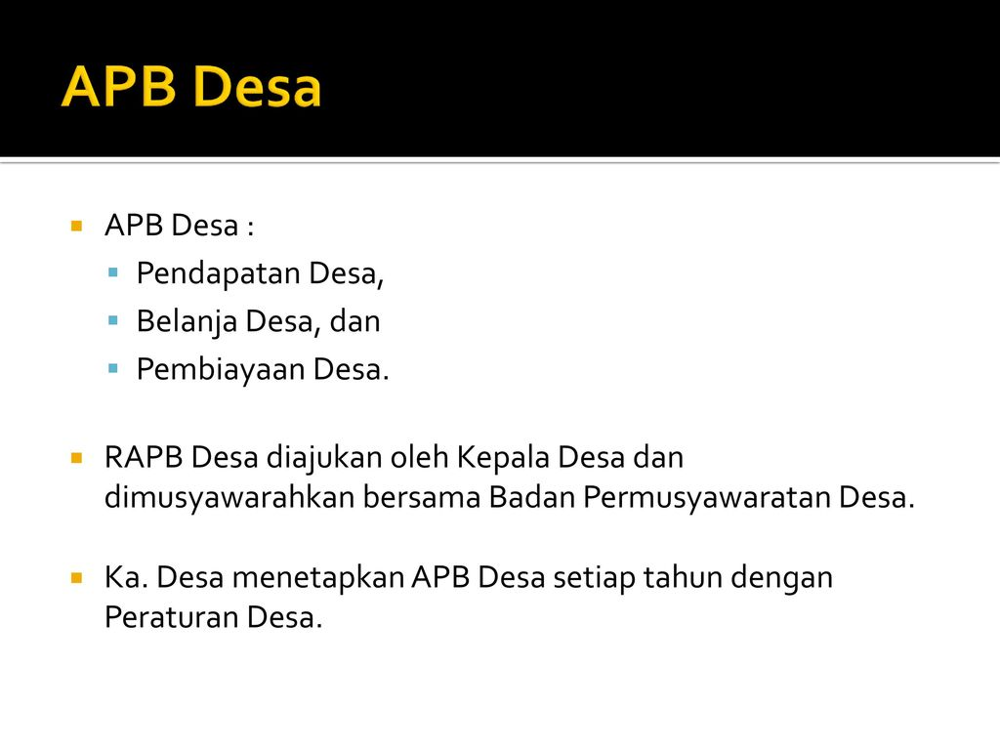 APB Desa
APB Desa :
Pendapatan Desa,
Belanja Desa, dan
Pembiayaan Desa.
RAPB Desa diajukan oleh Kepala Desa dan
dimusyawarahkan bersama Badan Permusyawaratan Desa.
Ka. Desa menetapkan APB Desa setiap tahun dengan
Peraturan Desa.